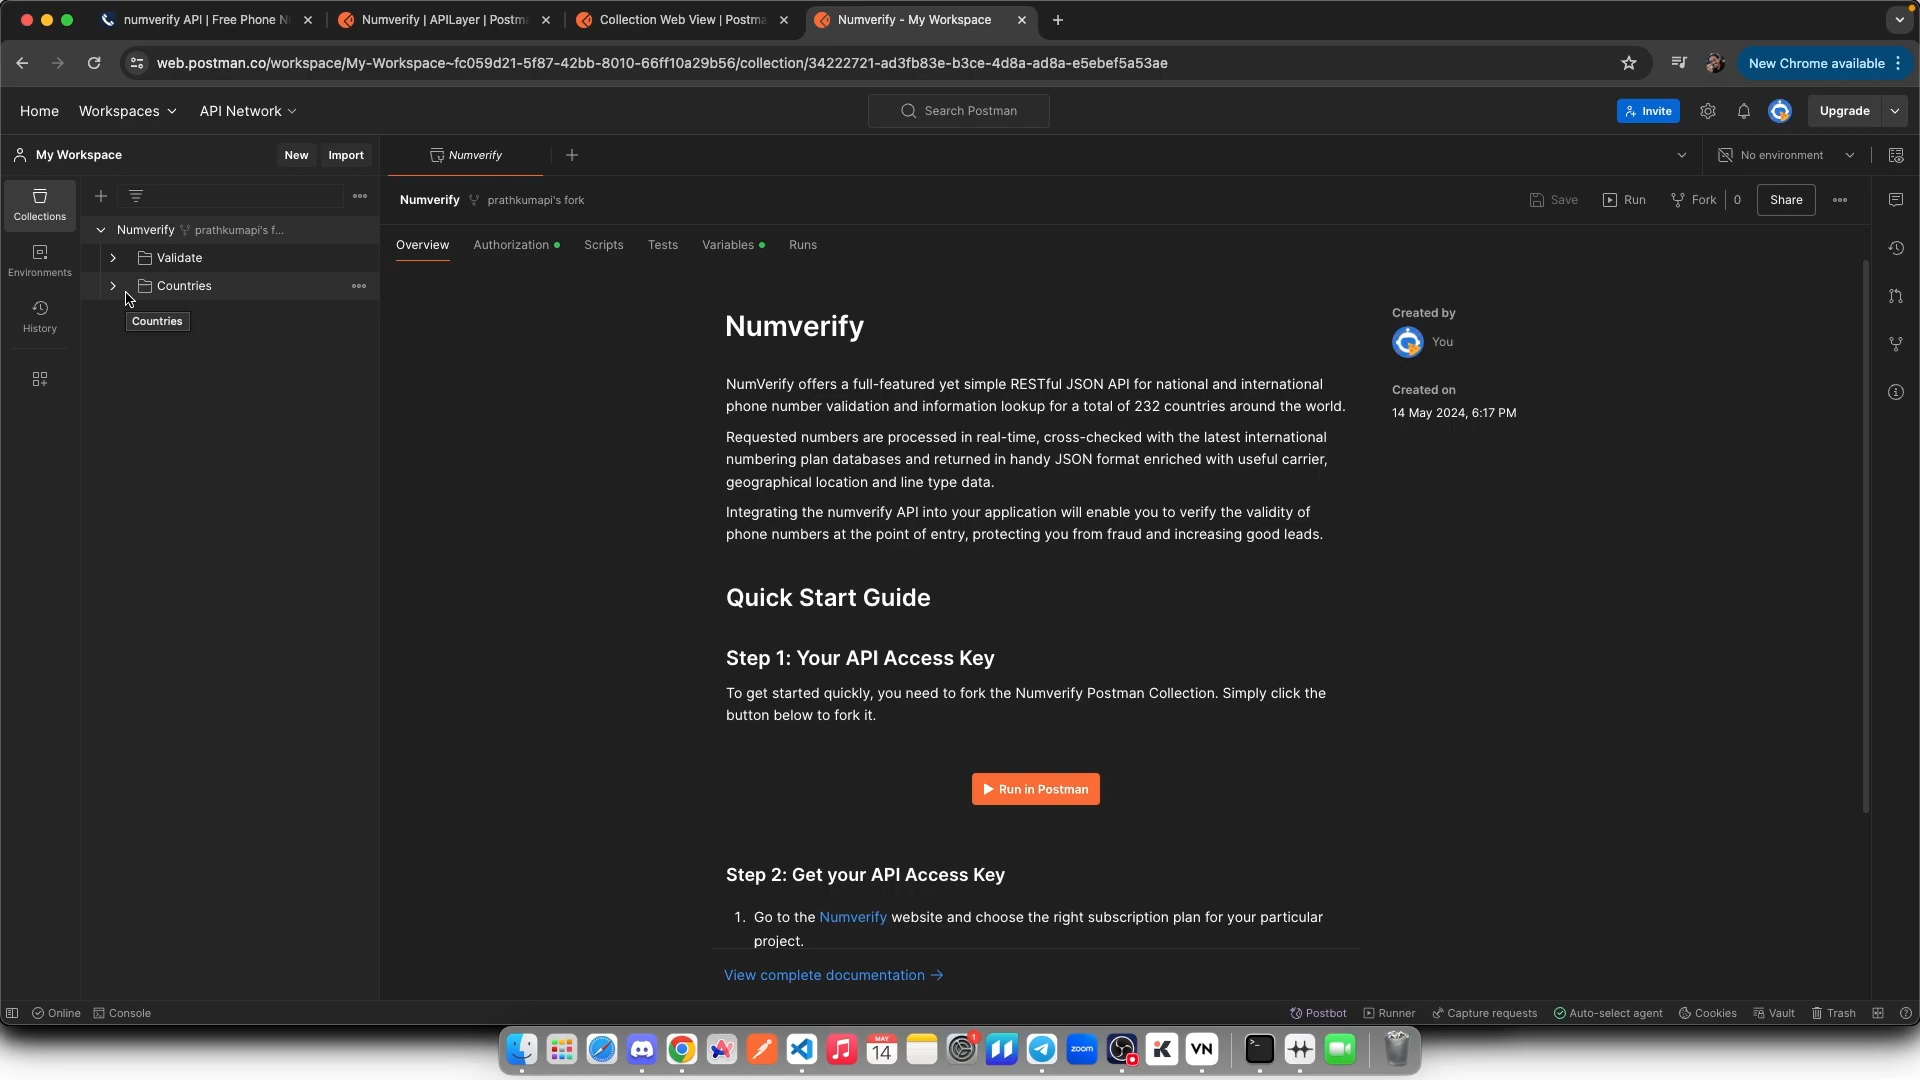 numverify API | Free Phone N
Numverify | APILayer | Postma
Collection Web View | Postma
Numverify - My Workspace
web.postman.co/workspace/My-Workspace~fc059d21-5f87-42bb-8010-66ff10a29b56/collection/34222721-ad3fb83e-b3ce-4d8a-ad8a-e5ebef5a53ae
New Chrome available
Home
Workspaces
API Network
Search Postman
Invite
Upgrade
My Workspace
New
Import
Numverify
No environment
Collections
Environments
History
Numverify
prathkumapi's f...
Validate
Countries
Countries
Numverify
prathkumapi's fork
Save
Run
Fork
0
Share
Overview
Authorization
Scripts
Tests
Variables
Runs
Numverify
NumVerify offers a full-featured yet simple RESTful JSON API for national and international
phone number validation and information lookup for a total of 232 countries around the world.
Requested numbers are processed in real-time, cross-checked with the latest international
numbering plan databases and returned in handy JSON format enriched with useful carrier,
geographical location and line type data.
Integrating the numverify API into your application will enable you to verify the validity of
phone numbers at the point of entry, protecting you from fraud and increasing good leads.
Quick Start Guide
Step 1: Your API Access Key
To get started quickly, you need to fork the Numverify Postman Collection. Simply click the
button below to fork it.
Run in Postman
Step 2: Get your API Access Key
1. Go to the Numverify website and choose the right subscription plan for your particular
project.
View complete documentation →
Created by
You
Created on
14 May 2024, 6:17 PM
Online
Console
Postbot
Runner
Capture requests
Auto-select agent
Cookies
Vault
Trash
MAY
14
1
zoom
K
VN